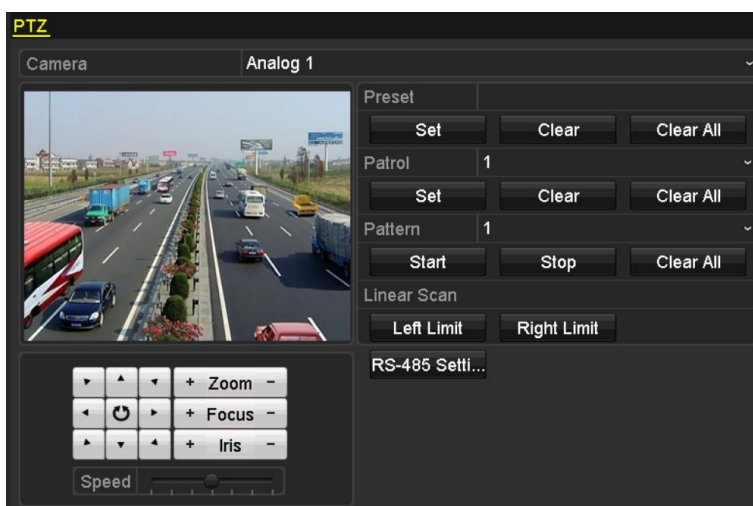 PTZ
Camera Analog 1
Preset
Set Clear Clear All
Patrol 1
Set Clear Clear All
Pattern 1
Start Stop Clear All
Linear Scan
Left Limit Right Limit
RS-485 Setti...
+ Zoom -
+ Focus -
+ Iris -
Speed